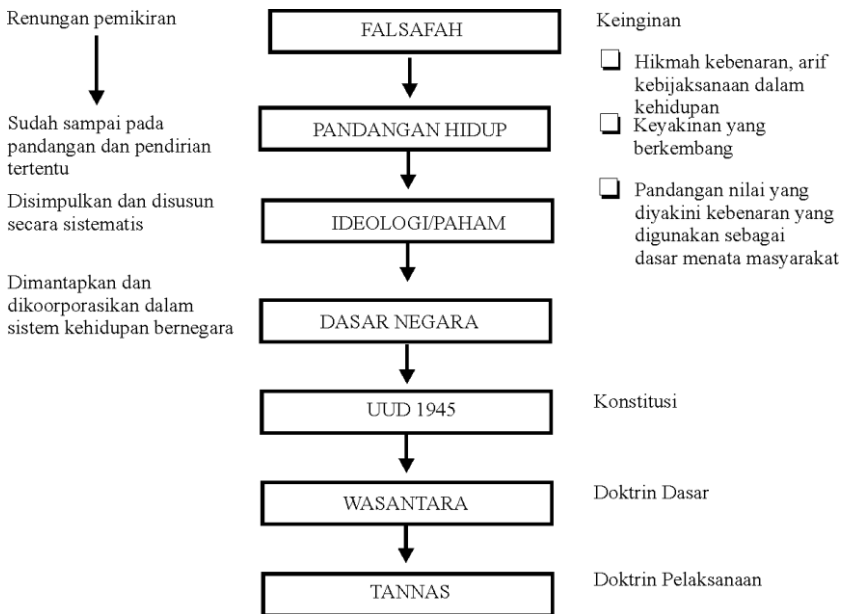 Renungan pemikiran
FALSAFAH
Keinginan
Hikmah kebenaran, arif
kebijaksanaan dalam
kehidupan
Sudah sampai pada
pandangan dan pendirian
tertentu
PANDANGAN HIDUP
Keyakinan yang
berkembang
Disimpulkan dan disusun
secara sistematis
IDEOLOGI/PAHAM
Pandangan nilai yang
diyakini kebenaran yang
digunakan sebagai
dasar menata masyarakat
Dimantapkan dan
dikoorporasikan dalam
sistem kehidupan bernegara
DASAR NEGARA
UUD 1945
Konstitusi
WASANTARA
Doktrin Dasar
TANNAS
Doktrin Pelaksanaan